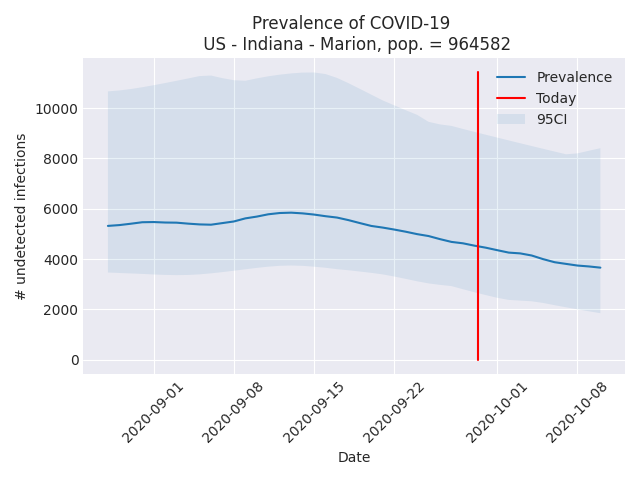 Prevalence of COVID-19
US - Indiana - Marion, pop. = 964582
Prevalence
Today
95CI
# undetected infections
10000
8000
6000
4000
2000
0
2020-09-01
2020-09-08
2020-09-15
2020-09-22
2020-10-01
2020-10-08
Date